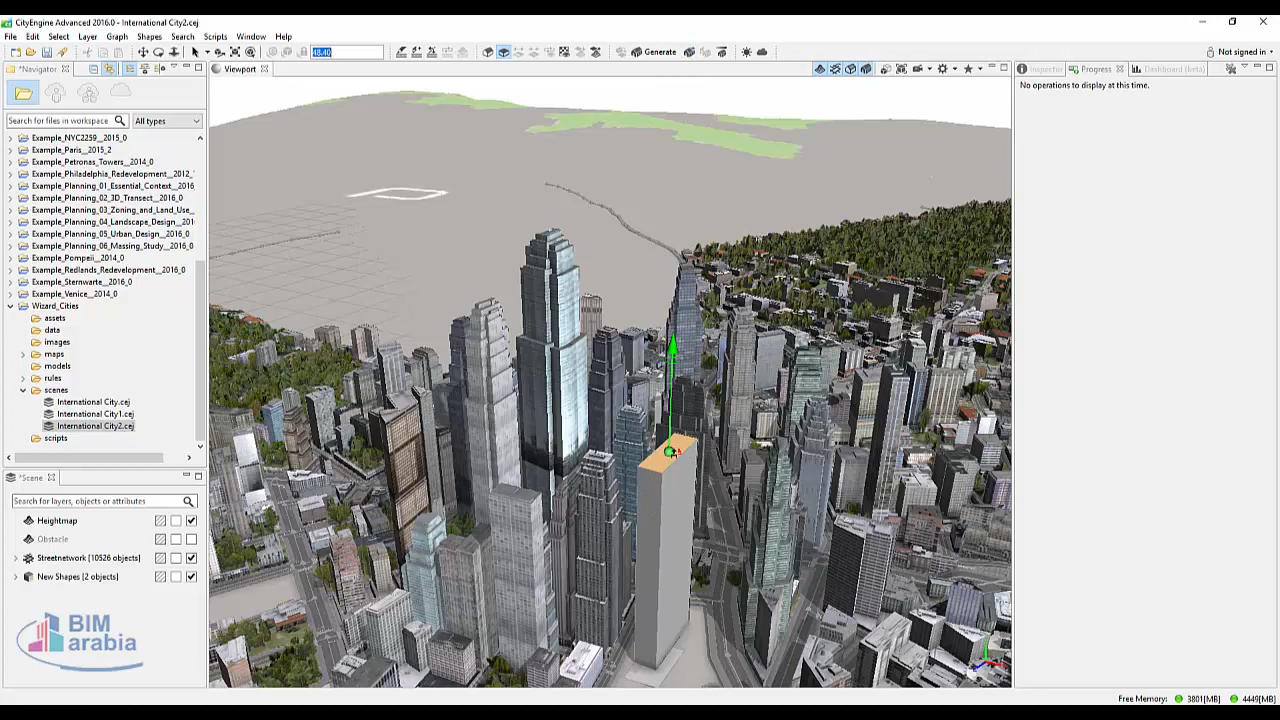 CityEngine Advanced 2016.0 - International City2.cej
File Edit Select Layer Graph Shapes Search Scripts Window Help
48.40
Generate
Not signed in
*Navigator
Viewport
Inspector
Progress
Dashboard (beta)
No operations to display at this time.
Search for files in workspace
All types
Example_NYC2259__2015_0
Example_Paris__2015_2
Example_Petronas_Towers__2014_0
Example_Philadelphia_Redevelopment__2012_
Example_Planning_01_Essential_Context__2016
Example_Planning_02_3D_Transect__2016_0
Example_Planning_03_Zoning_and_Land_Use_
Example_Planning_04_Landscape_Design__201
Example_Planning_05_Urban_Design__2016_0
Example_Planning_06_Massing_Study__2016_0
Example_Pompeii__2014_0
Example_Redlands_Redevelopment__2016_0
Example_Sternwarte__2016_0
Example_Venice__2014_0
Wizard_Cities
assets
data
images
maps
models
rules
scenes
International City.cej
International City1.cej
International City2.cej
scripts
*Scene
Search for layers, objects or attributes
Heightmap
Obstacle
Streetnetwork [10526 objects]
New Shapes [2 objects]
BIM
arabia
Free Memory: 3801[MB] 4449[MB]